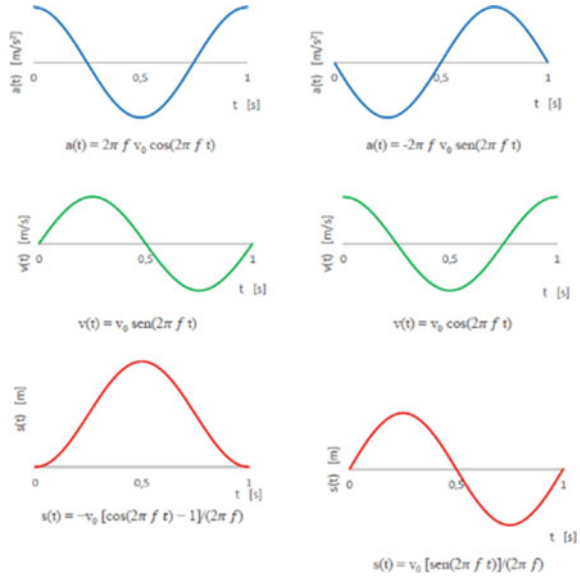 a(t) [m/s²]
0
0,5
1
t [s]
a(t) = 2π f v₀ cos(2π f t)
a(t) [m/s²]
0
0,5
1
t [s]
a(t) = -2π f v₀ sen(2π f t)
v(t) [m/s]
0
0,5
1
t [s]
v(t) = v₀ sen(2π f t)
v(t) [m/s]
0
0,5
1
t [s]
v(t) = v₀ cos(2π f t)
s(t) [m]
0
0,5
1
t [s]
s(t) = −v₀ [cos(2π f t) − 1]/(2π f)
s(t) [m]
0
0,5
1
t [s]
s(t) = v₀ [sen(2π f t)]/(2π f)